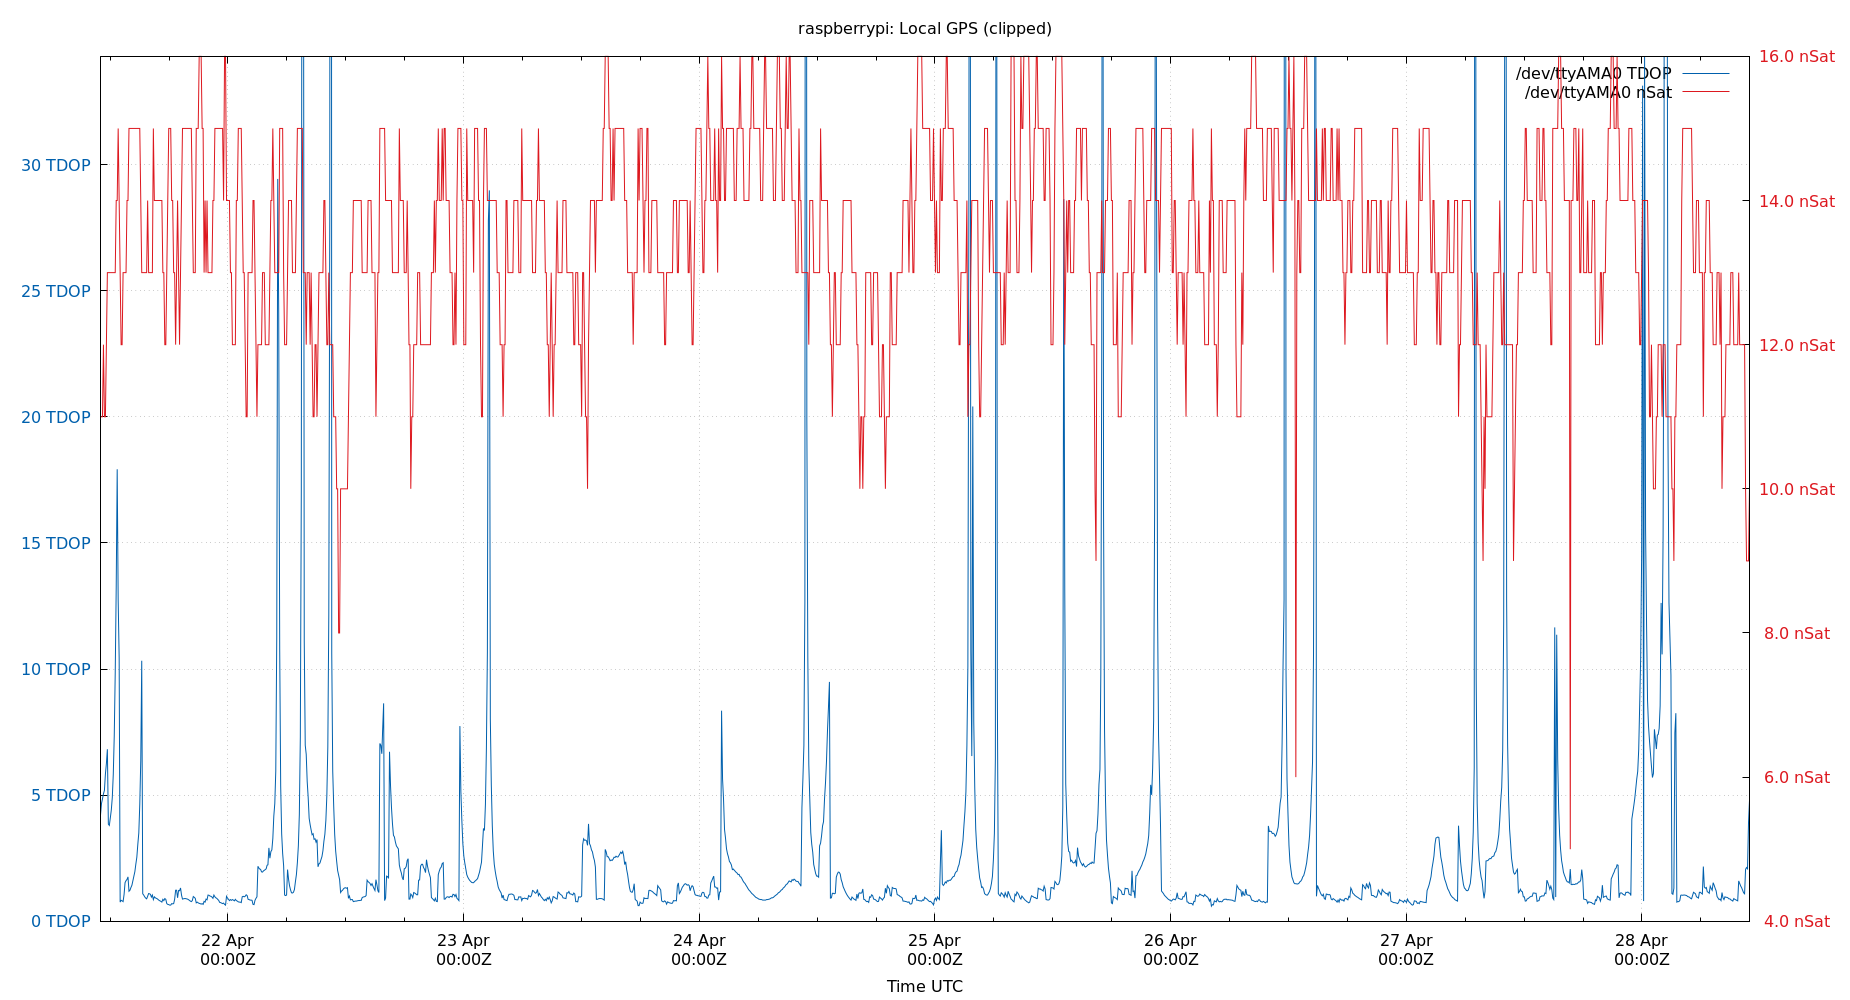 raspberrypi: Local GPS (clipped)
/dev/ttyAMA0 TDOP
/dev/ttyAMA0 nSat
30 TDOP
25 TDOP
20 TDOP
15 TDOP
10 TDOP
5 TDOP
0 TDOP
16.0 nSat
14.0 nSat
12.0 nSat
10.0 nSat
8.0 nSat
6.0 nSat
4.0 nSat
22 Apr
00:00Z
23 Apr
00:00Z
24 Apr
00:00Z
25 Apr
00:00Z
26 Apr
00:00Z
27 Apr
00:00Z
28 Apr
00:00Z
Time UTC